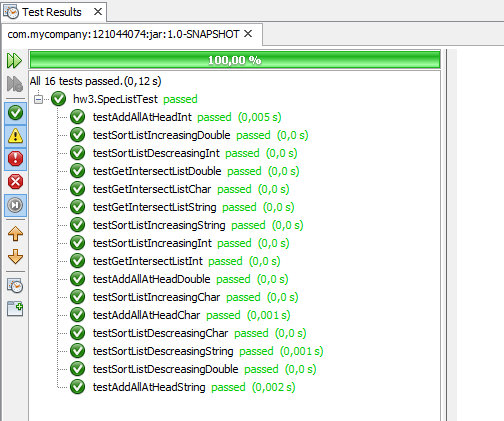 Test Results
com.mycompany:121044074:jar:1.0-SNAPSHOT
100,00 %
All 16 tests passed.(0,12 s)
hw3.SpecListTest passed
testAddAllAtHeadInt passed (0,005 s)
testSortListIncreasingDouble passed (0,0 s)
testSortListDescreasingInt passed (0,0 s)
testGetIntersectListDouble passed (0,0 s)
testGetIntersectListChar passed (0,0 s)
testGetIntersectListString passed (0,0 s)
testSortListIncreasingString passed (0,0 s)
testSortListIncreasingInt passed (0,0 s)
testGetIntersectListInt passed (0,0 s)
testAddAllAtHeadDouble passed (0,0 s)
testSortListIncreasingChar passed (0,0 s)
testAddAllAtHeadChar passed (0,001 s)
testSortListDescreasingChar passed (0,0 s)
testSortListDescreasingString passed (0,001 s)
testSortListDescreasingDouble passed (0,0 s)
testAddAllAtHeadString passed (0,002 s)